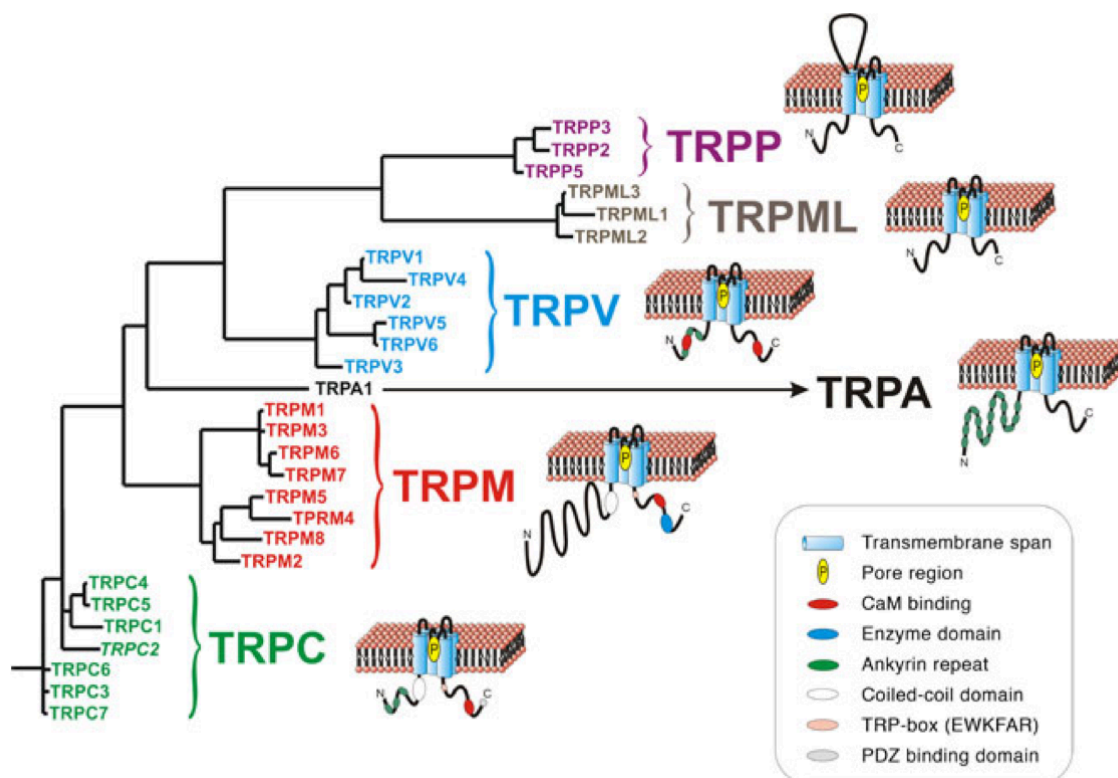 P
N
C
TRPP3
TRPP2
TRPP5
TRPP
TRPML3
TRPML1
TRPML2
TRPML
P
N
C
TRPV1
TRPV4
TRPV2
TRPV5
TRPV6
TRPV3
TRPV
P
N
C
TRPA1
TRPA
P
N
C
TRPM1
TRPM3
TRPM6
TRPM7
TRPM5
TPRM4
TRPM8
TRPM2
TRPM
P
N
C
TRPC4
TRPC5
TRPC1
TRPC2
TRPC6
TRPC3
TRPC7
TRPC
P
N
C
Transmembrane span
P Pore region
CaM binding
Enzyme domain
Ankyrin repeat
Coiled-coil domain
TRP-box (EWKFAR)
PDZ binding domain